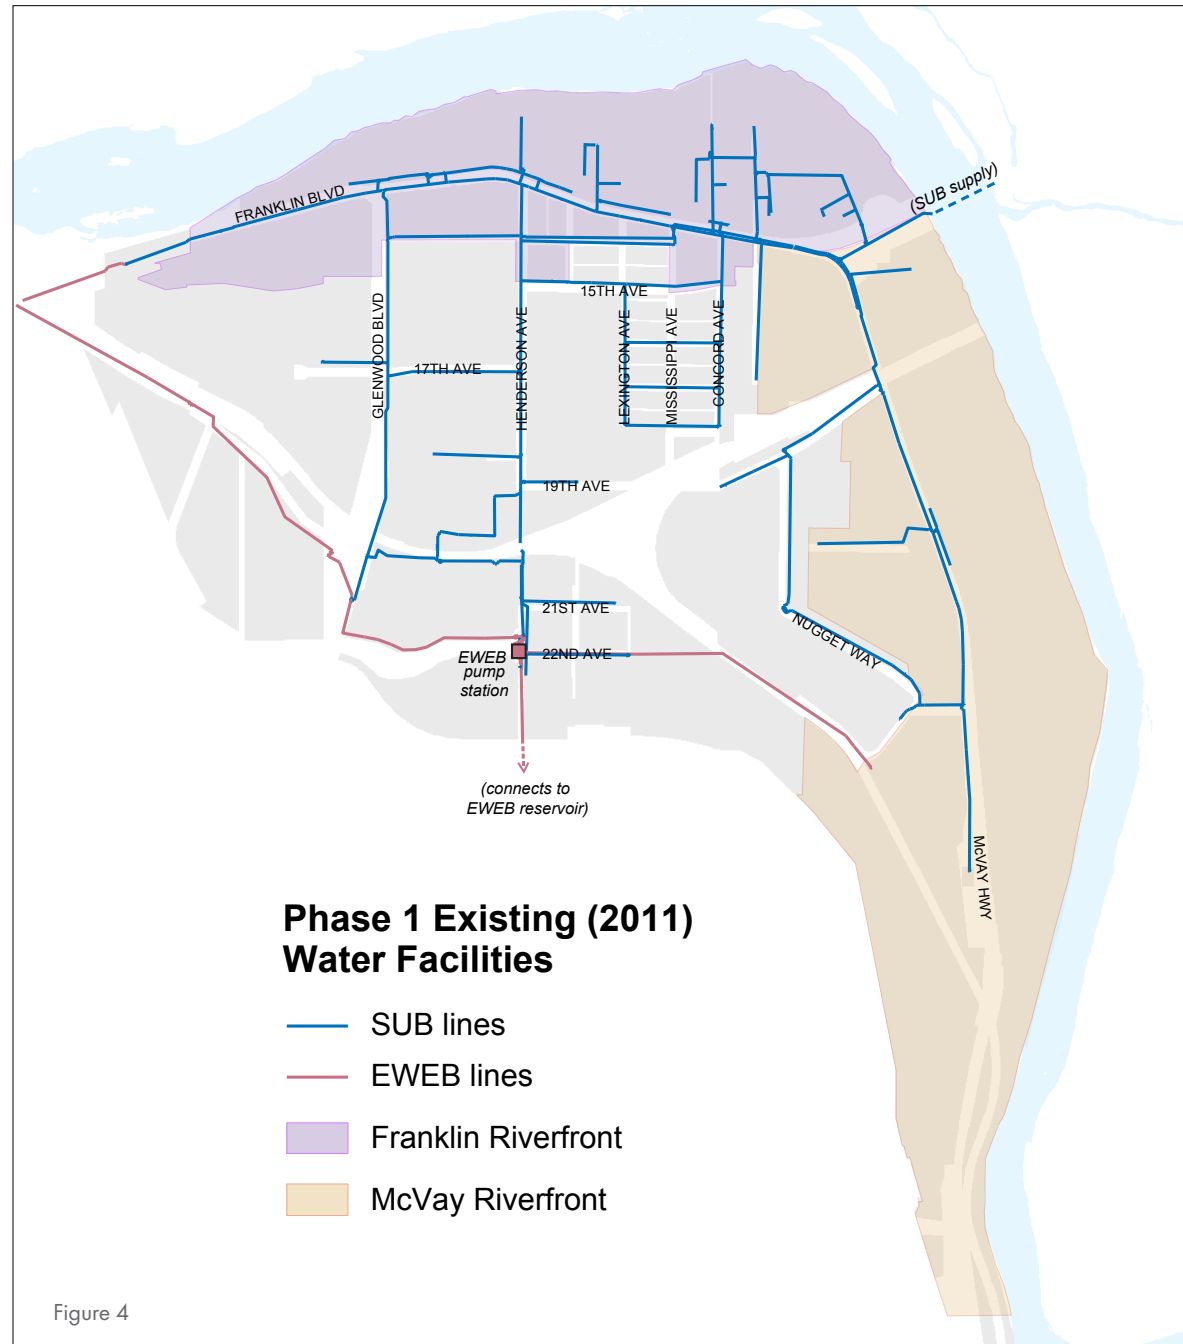 (SUB supply)
FRANKLIN BLVD
15TH AVE
GLENWOOD BLVD
HENDERSON AVE
LEXINGTON AVE
MISSISSIPPI AVE
CONCORD AVE
17TH AVE
19TH AVE
21ST AVE
NUGGET WAY
22ND AVE
EWEB
pump
station
(connects to
EWEB reservoir)
McVAY HWY
Phase 1 Existing (2011)
Water Facilities
SUB lines
EWEB lines
Franklin Riverfront
McVay Riverfront
Figure 4